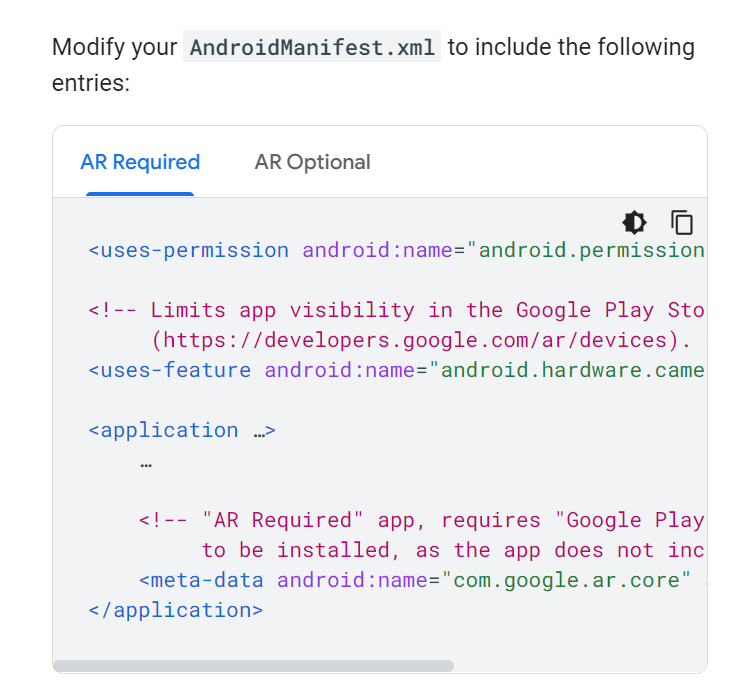 Modify your AndroidManifest.xml to include the following
entries:
AR Required AR Optional
<uses-permission android:name="android.permission
<!-- Limits app visibility in the Google Play Sto
(https://developers.google.com/ar/devices).
<uses-feature android:name="android.hardware.came
<application …>
…
<!-- "AR Required" app, requires "Google Play
to be installed, as the app does not inc
<meta-data android:name="com.google.ar.core"
</application>